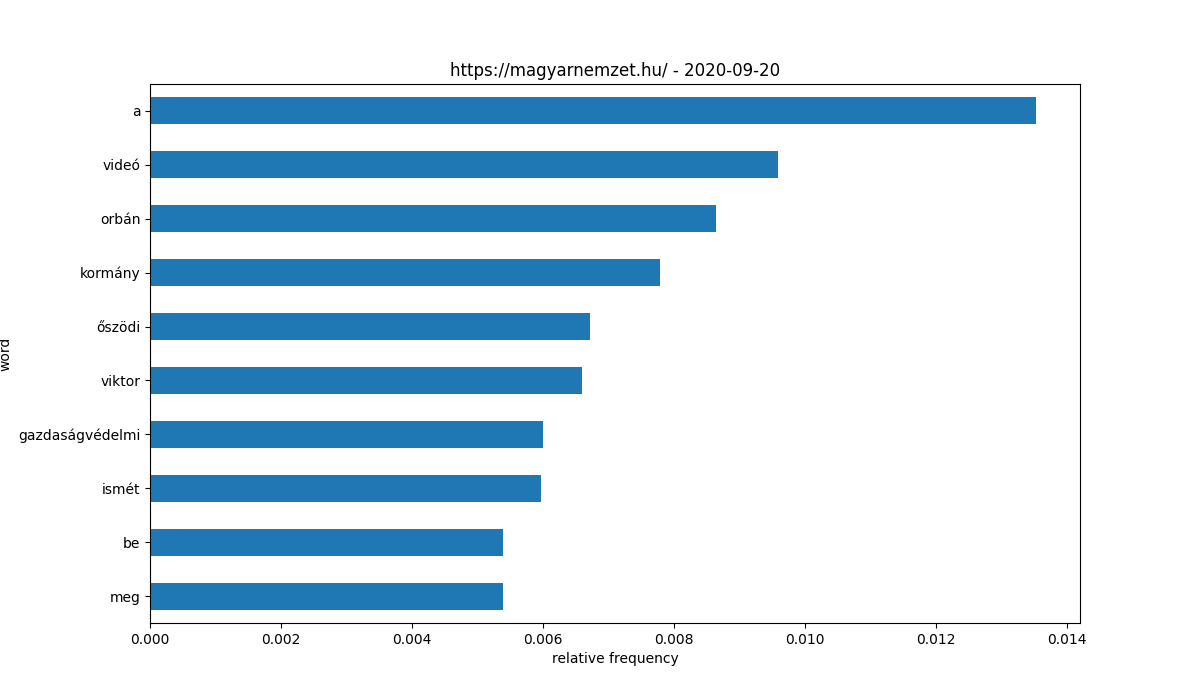 https://magyarnemzet.hu/ - 2020-09-20
a
videó
orbán
kormány
őszödi
viktor
gazdaságvédelmi
ismét
be
meg
word
0.000 0.002 0.004 0.006 0.008 0.010 0.012 0.014
relative frequency